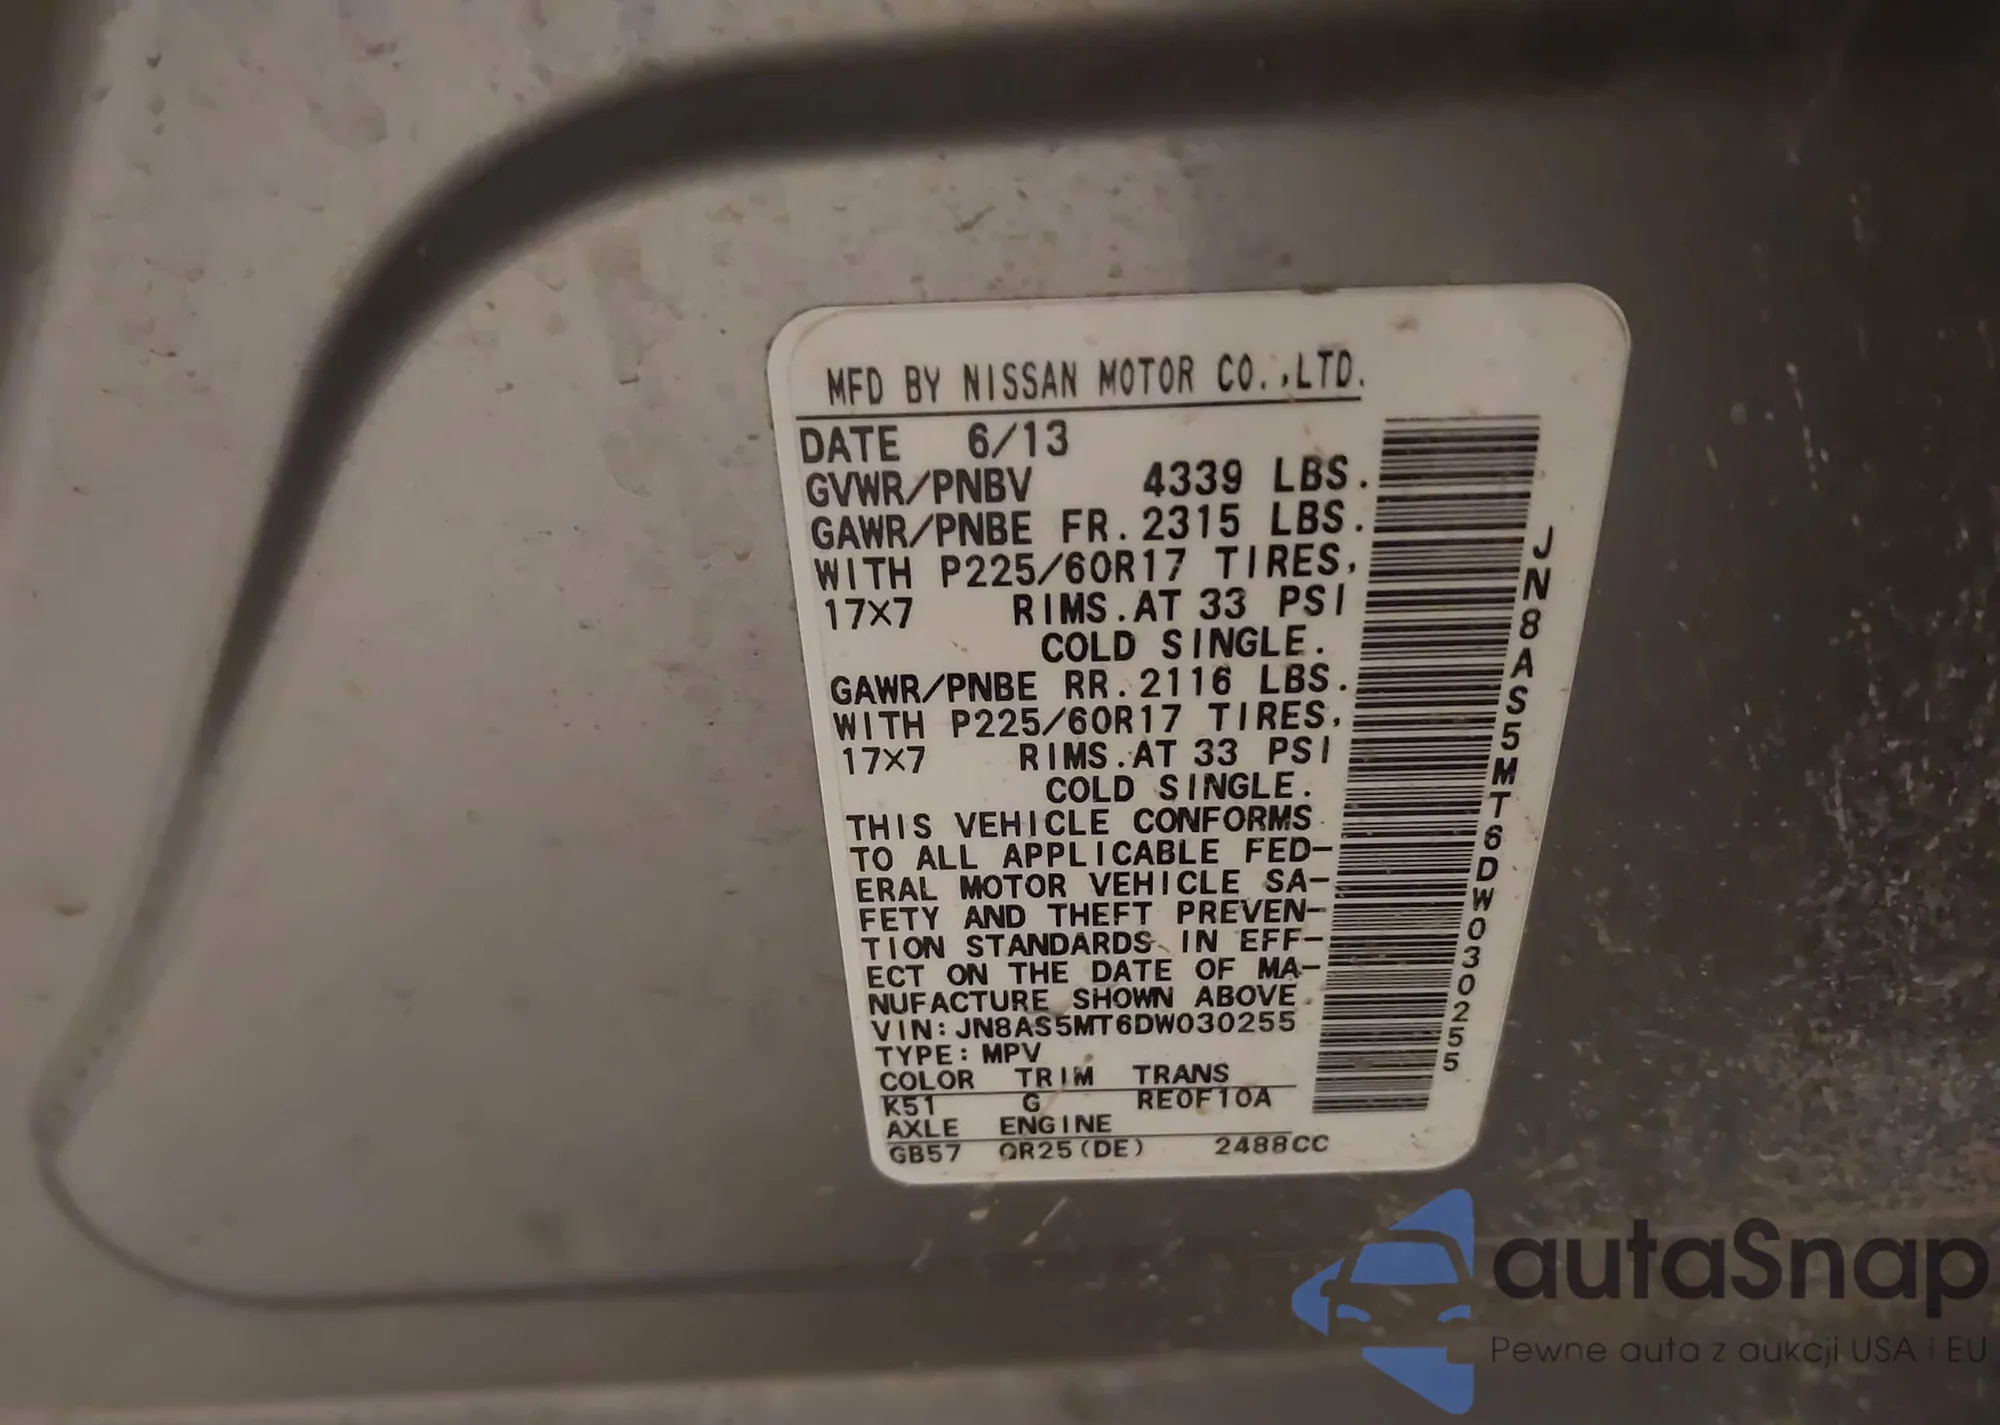 MFD BY NISSAN MOTOR CO.,LTD.
DATE 6/13
GVWR/PNBV 4339 LBS.
GAWR/PNBE FR.2315 LBS.
WITH P225/60R17 TIRES,
17X7 RIMS.AT 33 PSI
COLD SINGLE.
GAWR/PNBE RR.2116 LBS.
WITH P225/60R17 TIRES,
17X7 RIMS.AT 33 PSI
COLD SINGLE.
THIS VEHICLE CONFORMS
TO ALL APPLICABLE FED-
ERAL MOTOR VEHICLE SA-
FETY AND THEFT PREVEN-
TION STANDARDS IN EFF-
ECT ON THE DATE OF MA-
NUFACTURE SHOWN ABOVE.
VIN:JN8AS5MT6DW030255
TYPE:MPV
COLOR TRIM TRANS
K51 G RE0F10A
AXLE ENGINE
GB57 QR25(DE) 2488CC
JN8AS5MT6DW030255
autaSnap
Pewne auta z aukcji USA i EU